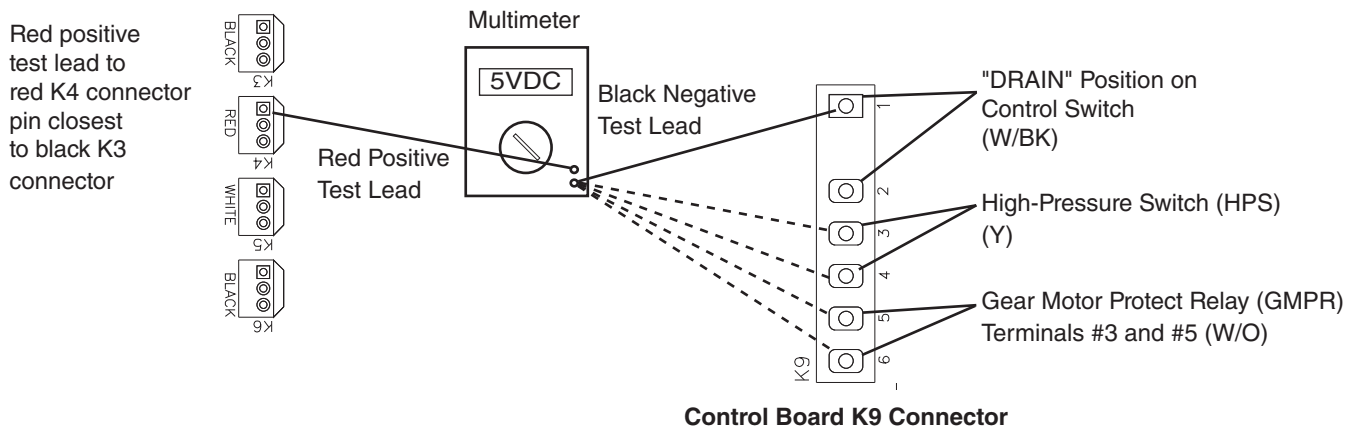 Red positive
test lead to
red K4 connector
pin closest
to black K3
connector
BLACK
K3
RED
K4
WHITE
K5
BLACK
K6
Multimeter
5VDC
Red Positive
Test Lead
Black Negative
Test Lead
1
2
3
4
5
6
K9
"DRAIN" Position on
Control Switch
(W/BK)
High-Pressure Switch (HPS)
(Y)
Gear Motor Protect Relay (GMPR)
Terminals #3 and #5 (W/O)
Control Board K9 Connector